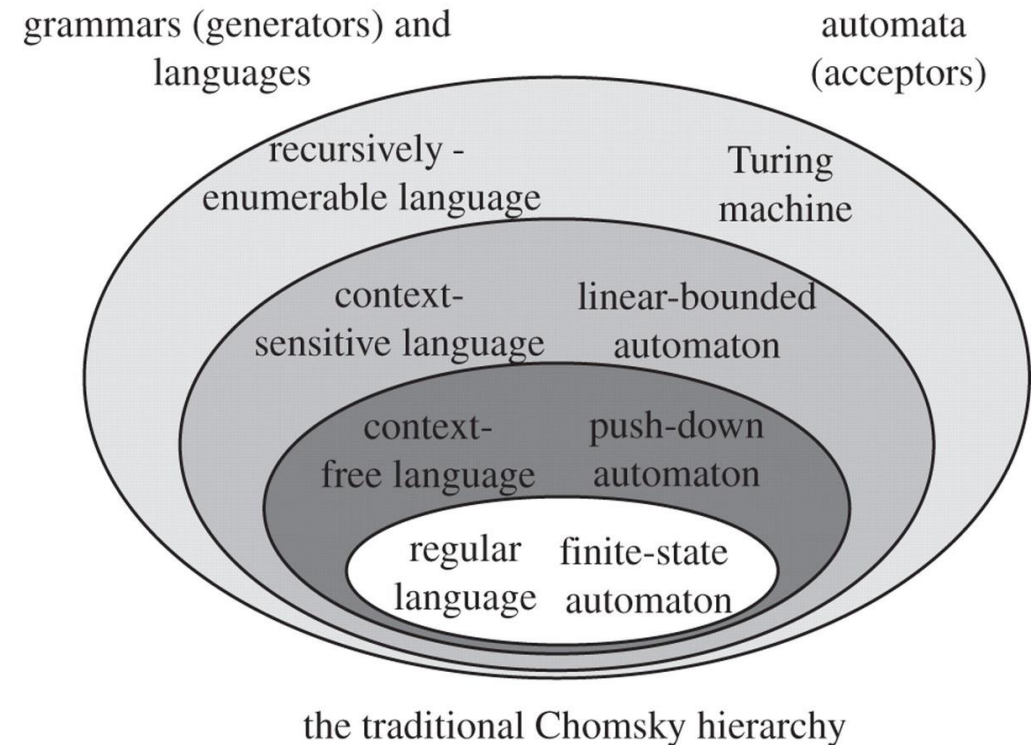 grammars (generators) and
languages
automata
(acceptors)
recursively -
enumerable language
Turing
machine
context-
sensitive language
linear-bounded
automaton
context-
free language
push-down
automaton
regular
language
finite-state
automaton
the traditional Chomsky hierarchy